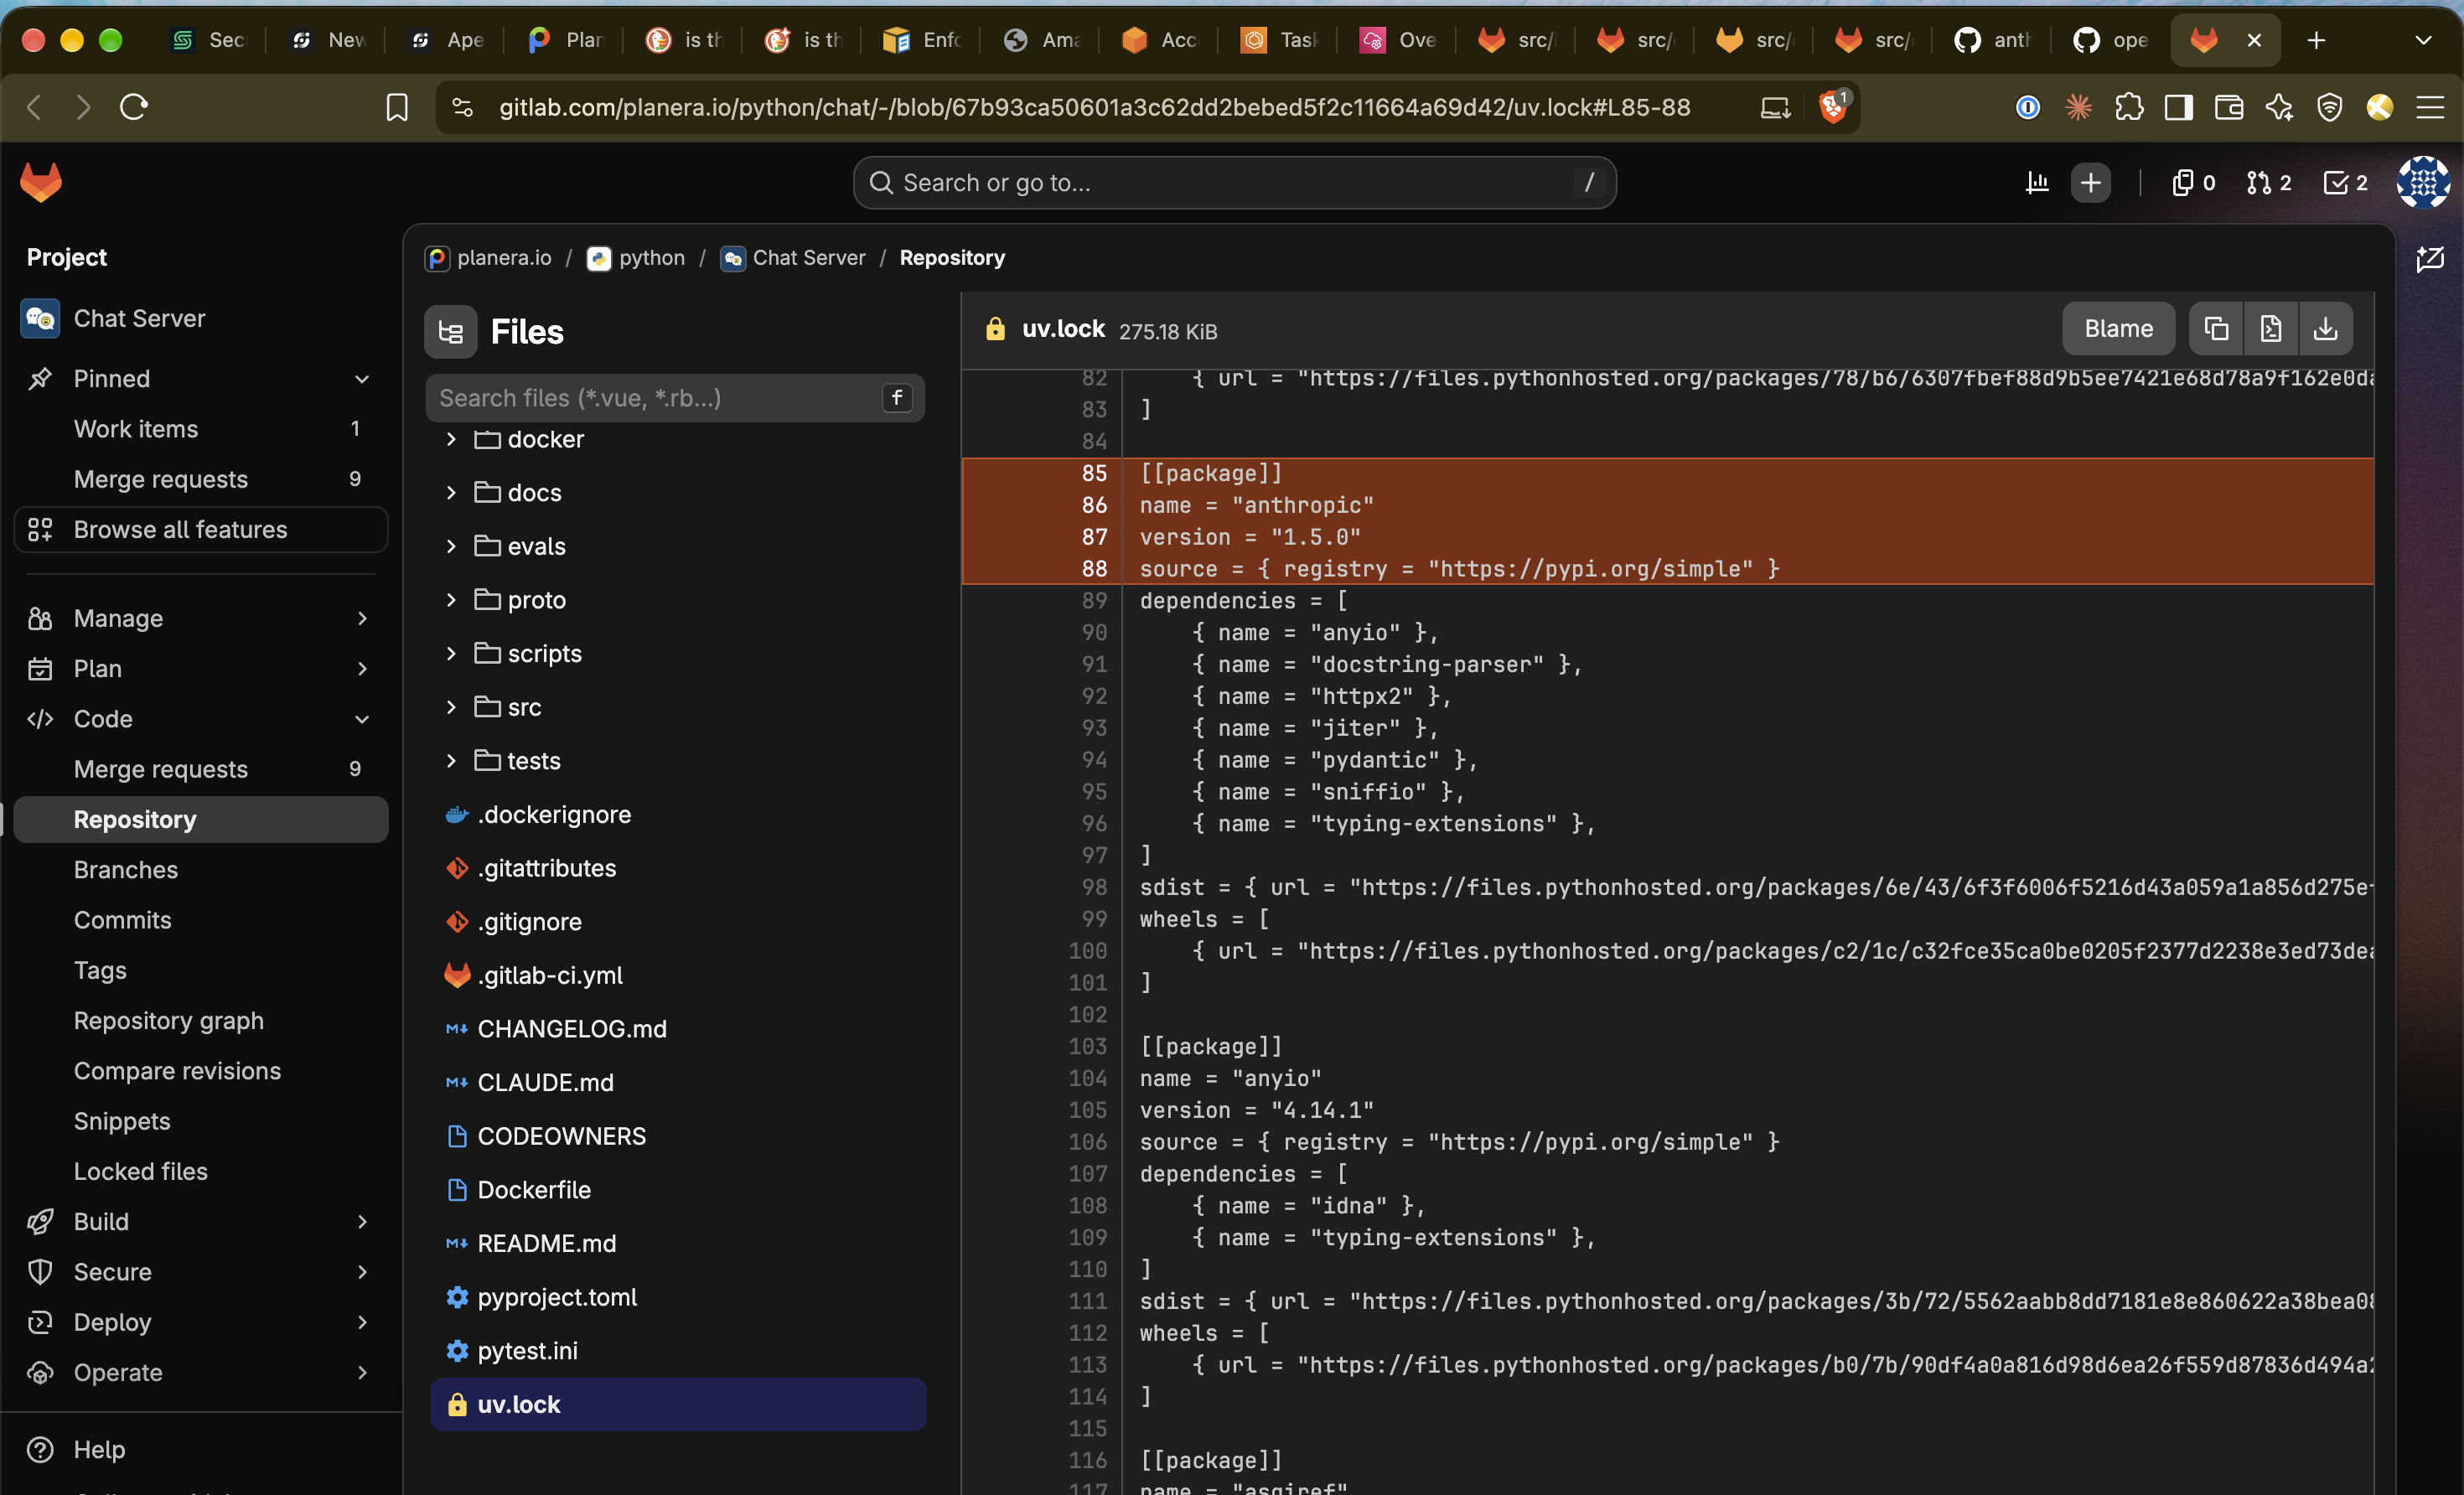 Sec
New
Ape
Plan
is th
is th
Enfo
Ama
Acc
Task
Ove
src/i
src/
src/
src/
anth
ope
gitlab.com/planera.io/python/chat/-/blob/67b93ca50601a3c62dd2bebed5f2c11664a69d42/uv.lock#L85-88
1
Search or go to...
/
0
2
2
Project
Chat Server
Pinned
Work items 1
Merge requests 9
Browse all features
Manage
Plan
Code
Merge requests 9
Repository
Branches
Commits
Tags
Repository graph
Compare revisions
Snippets
Locked files
Build
Secure
Deploy
Operate
Help
planera.io / python / Chat Server / Repository
Files
Search files (*.vue, *.rb...) f
docker
docs
evals
proto
scripts
src
tests
.dockerignore
.gitattributes
.gitignore
.gitlab-ci.yml
CHANGELOG.md
CLAUDE.md
CODEOWNERS
Dockerfile
README.md
pyproject.toml
pytest.ini
uv.lock
uv.lock 275.18 KiB
Blame
82 { url = "https://files.pythonhosted.org/packages/78/b6/6307fbef88d9b5ee7421e68d78a9f162e0da
83 ]
84
85 [[package]]
86 name = "anthropic"
87 version = "1.5.0"
88 source = { registry = "https://pypi.org/simple" }
89 dependencies = [
90 { name = "anyio" },
91 { name = "docstring-parser" },
92 { name = "httpx2" },
93 { name = "jiter" },
94 { name = "pydantic" },
95 { name = "sniffio" },
96 { name = "typing-extensions" },
97 ]
98 sdist = { url = "https://files.pythonhosted.org/packages/6e/43/6f3f6006f5216d43a059a1a856d275e
99 wheels = [
100 { url = "https://files.pythonhosted.org/packages/c2/1c/c32fce35ca0be0205f2377d2238e3ed73dea
101 ]
102
103 [[package]]
104 name = "anyio"
105 version = "4.14.1"
106 source = { registry = "https://pypi.org/simple" }
107 dependencies = [
108 { name = "idna" },
109 { name = "typing-extensions" },
110 ]
111 sdist = { url = "https://files.pythonhosted.org/packages/3b/72/5562aabb8dd7181e8e860622a38bea08
112 wheels = [
113 { url = "https://files.pythonhosted.org/packages/b0/7b/90df4a0a816d98d6ea26f559d87836d494a2
114 ]
115
116 [[package]]
117 name = "asgiref"